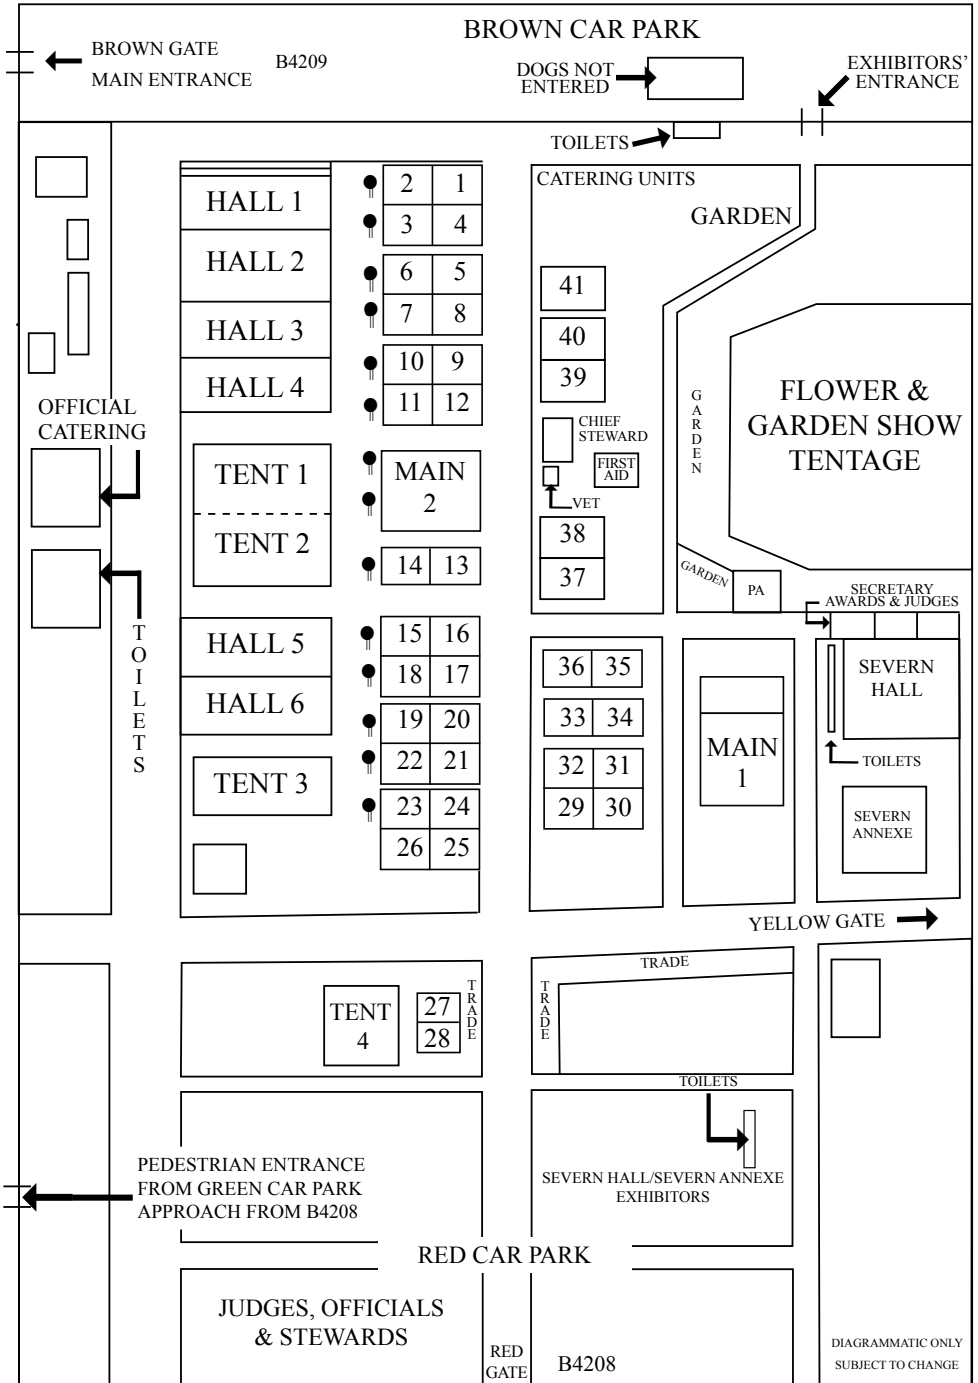 BROWN CAR PARK
BROWN GATE
MAIN ENTRANCE
B4209
DOGS NOT
ENTERED
EXHIBITORS'
ENTRANCE
TOILETS
HALL 1
HALL 2
HALL 3
HALL 4
2 1
3 4
6 5
7 8
10 9
11 12
CATERING UNITS
GARDEN
41
40
39
CHIEF
STEWARD
FIRST
AID
VET
38
37
GARDEN
GARDEN
PA
FLOWER &
GARDEN SHOW
TENTAGE
OFFICIAL
CATERING
TOILETS
TENT 1
TENT 2
MAIN
2
14 13
HALL 5
HALL 6
TENT 3
15 16
18 17
19 20
22 21
23 24
26 25
36 35
33 34
32 31
29 30
MAIN
1
SECRETARY
AWARDS & JUDGES
SEVERN
HALL
TOILETS
SEVERN
ANNEXE
YELLOW GATE
TENT
4
27
28
TRADE
TRADE
TRADE
TOILETS
SEVERN HALL/SEVERN ANNEXE
EXHIBITORS
PEDESTRIAN ENTRANCE
FROM GREEN CAR PARK
APPROACH FROM B4208
RED CAR PARK
JUDGES, OFFICIALS
& STEWARDS
RED
GATE
B4208
DIAGRAMMATIC ONLY
SUBJECT TO CHANGE